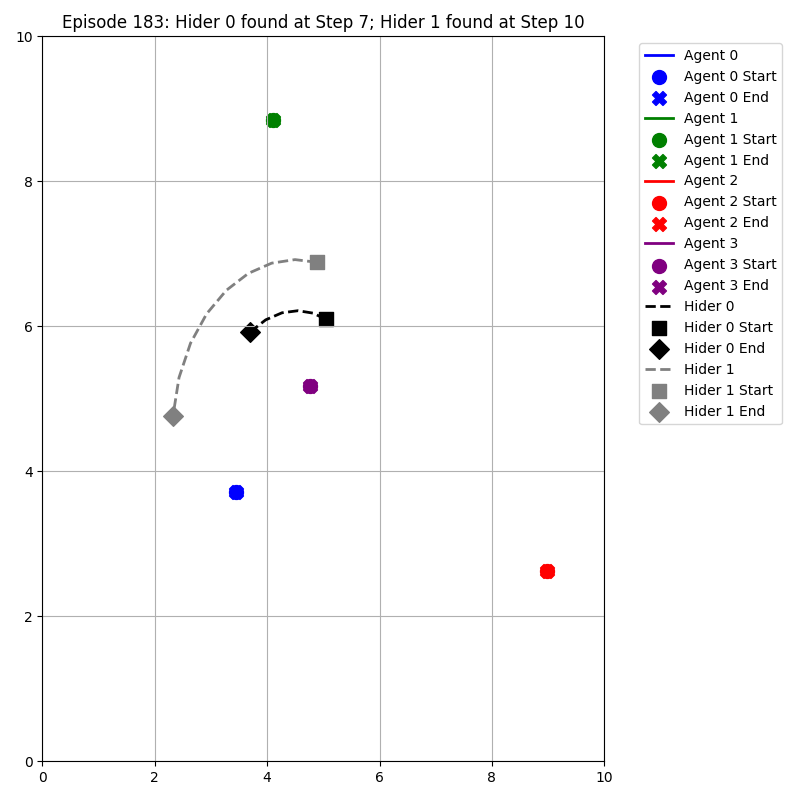 Episode 183: Hider 0 found at Step 7; Hider 1 found at Step 10
10
8
6
4
2
0
0 2 4 6 8 10
Agent 0
Agent 0 Start
Agent 0 End
Agent 1
Agent 1 Start
Agent 1 End
Agent 2
Agent 2 Start
Agent 2 End
Agent 3
Agent 3 Start
Agent 3 End
Hider 0
Hider 0 Start
Hider 0 End
Hider 1
Hider 1 Start
Hider 1 End